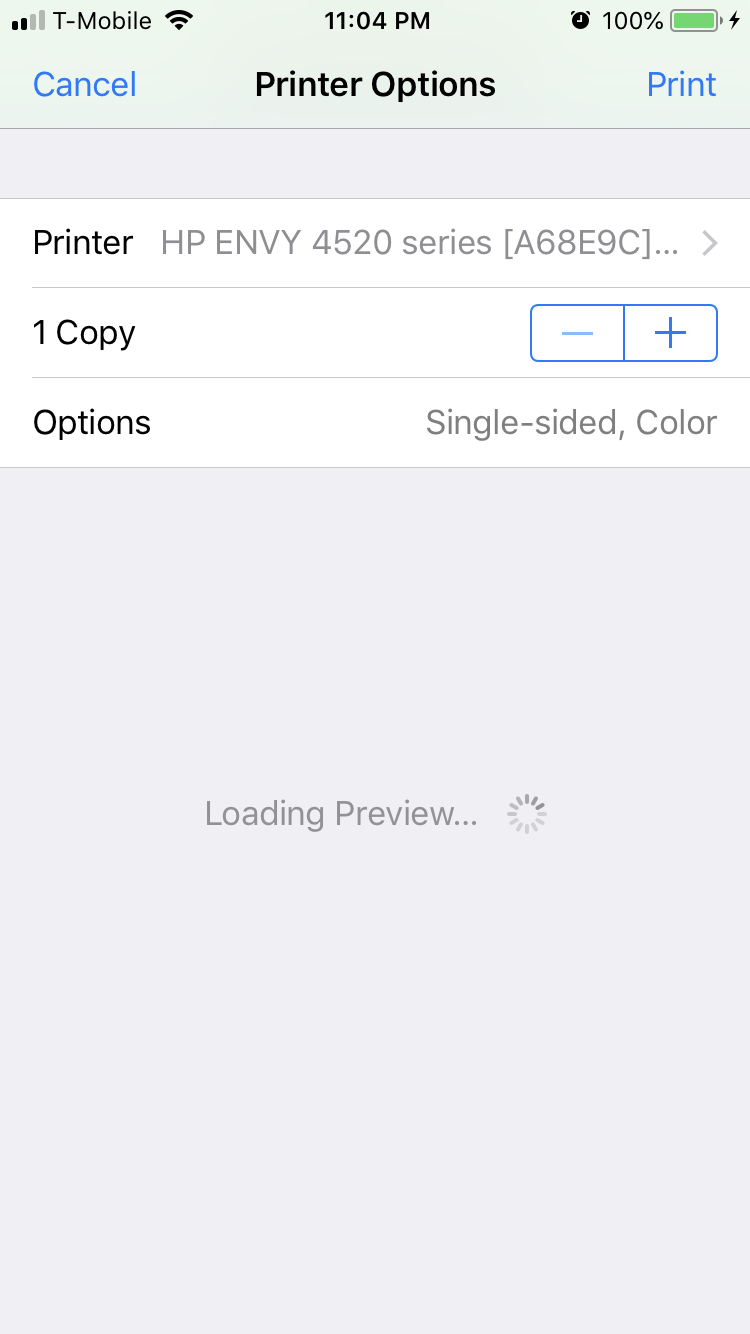 T-Mobile 11:04 PM 100%
Cancel Printer Options Print
Printer HP ENVY 4520 series [A68E9C]...
1 Copy
Options Single-sided, Color
Loading Preview...